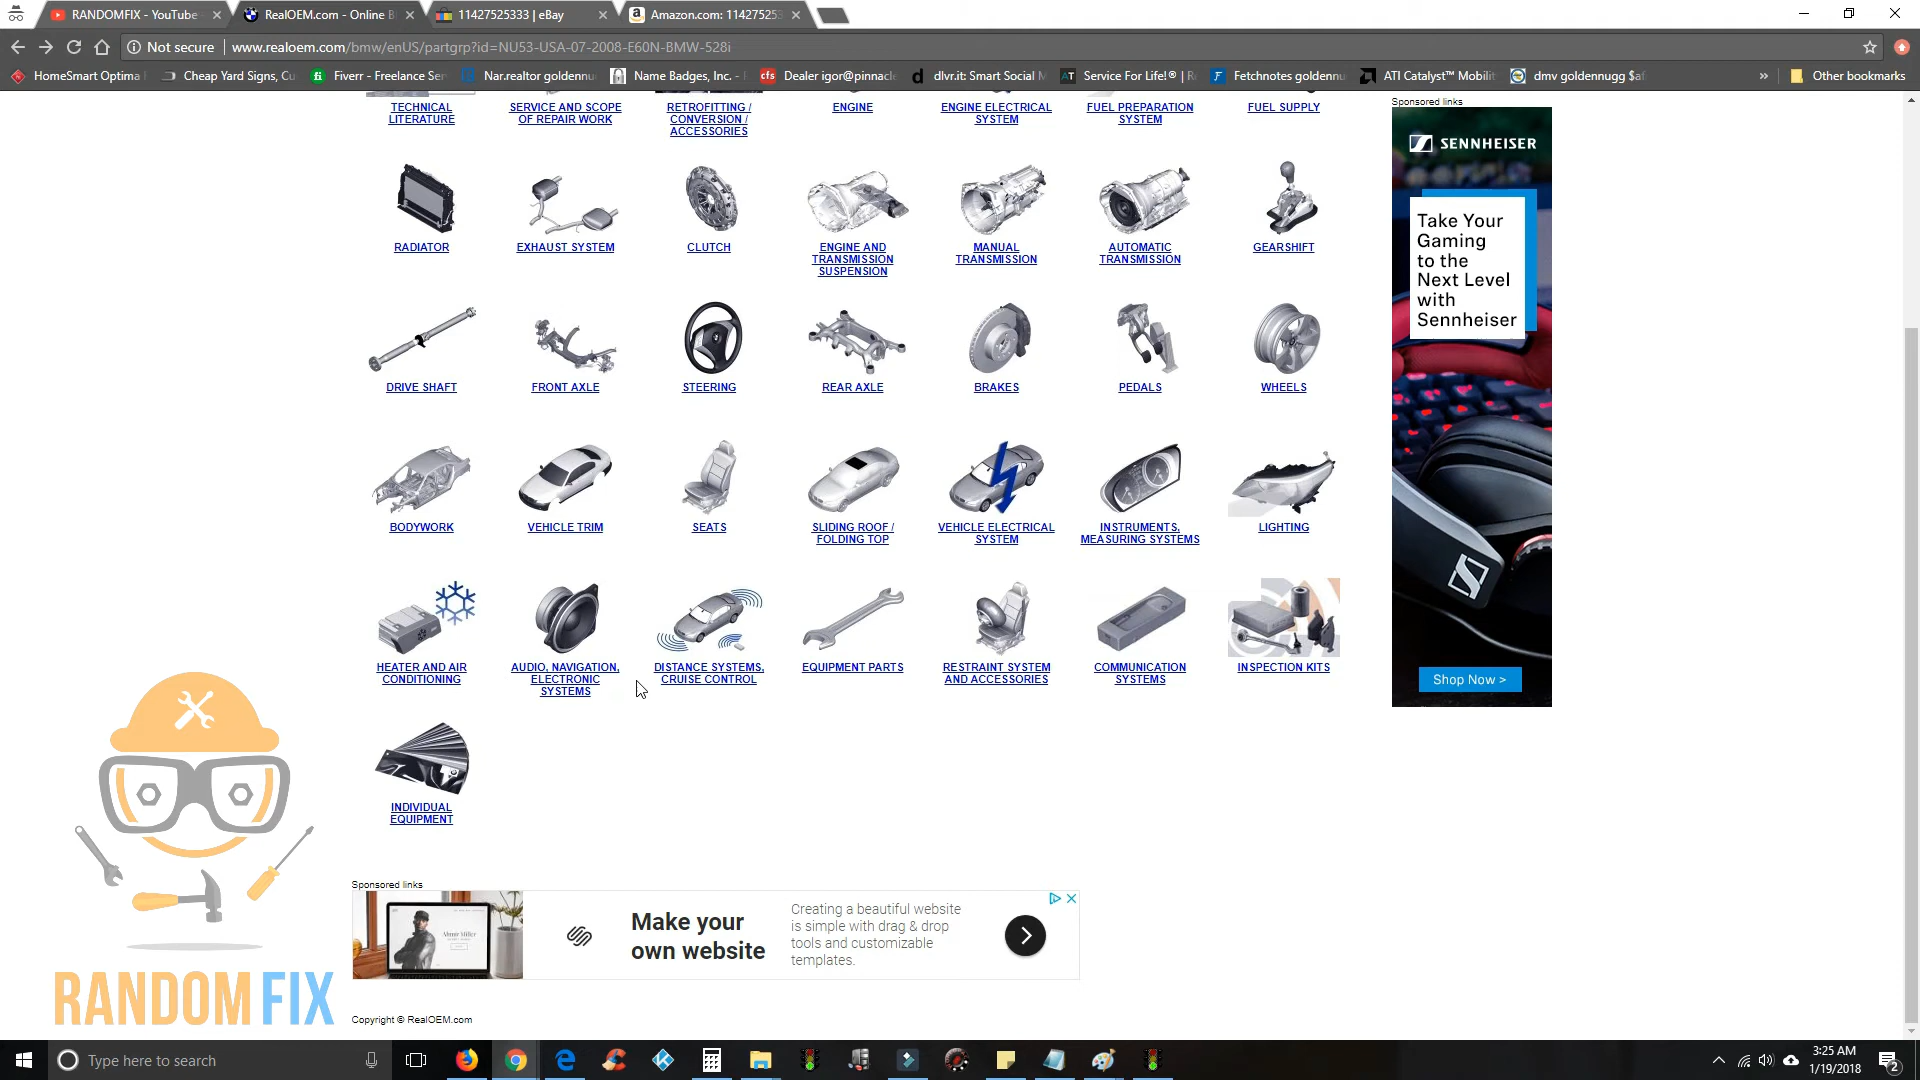 RANDOMFIX - YouTube
RealOEM.com - Online B
11427525333 | eBay
Amazon.com: 11427525
Not secure
www.realoem.com/bmw/enUS/partgrp?id=NU53-USA-07-2008-E60N-BMW-528i
HomeSmart Optima
Cheap Yard Signs, Cu
fi
Fiverr - Freelance Ser
Nar.realtor goldennu
Name Badges, Inc. -
cfs
Dealer igor@pinnacle
d
dlvr.it: Smart Social M
AT
Service For Life!® | R
F
Fetchnotes goldennu
ATI Catalyst™ Mobilit
dmv goldennugg $af
»
Other bookmarks
TECHNICAL
LITERATURE
SERVICE AND SCOPE
OF REPAIR WORK
RETROFITTING /
CONVERSION /
ACCESSORIES
ENGINE
ENGINE ELECTRICAL
SYSTEM
FUEL PREPARATION
SYSTEM
FUEL SUPPLY
RADIATOR
EXHAUST SYSTEM
CLUTCH
ENGINE AND
TRANSMISSION
SUSPENSION
MANUAL
TRANSMISSION
AUTOMATIC
TRANSMISSION
GEARSHIFT
DRIVE SHAFT
FRONT AXLE
STEERING
REAR AXLE
BRAKES
PEDALS
WHEELS
BODYWORK
VEHICLE TRIM
SEATS
SLIDING ROOF /
FOLDING TOP
VEHICLE ELECTRICAL
SYSTEM
INSTRUMENTS,
MEASURING SYSTEMS
LIGHTING
HEATER AND AIR
CONDITIONING
AUDIO, NAVIGATION,
ELECTRONIC
SYSTEMS
DISTANCE SYSTEMS,
CRUISE CONTROL
EQUIPMENT PARTS
RESTRAINT SYSTEM
AND ACCESSORIES
COMMUNICATION
SYSTEMS
INSPECTION KITS
INDIVIDUAL
EQUIPMENT
Sponsored links
SENNHEISER
Take Your
Gaming
to the
Next Level
with
Sennheiser
Shop Now >
Sponsored links
Make your
own website
Creating a beautiful website
is simple with drag & drop
tools and customizable
templates.
RANDOMFIX
Copyright © RealOEM.com
Type here to search
3:25 AM
1/19/2018
2